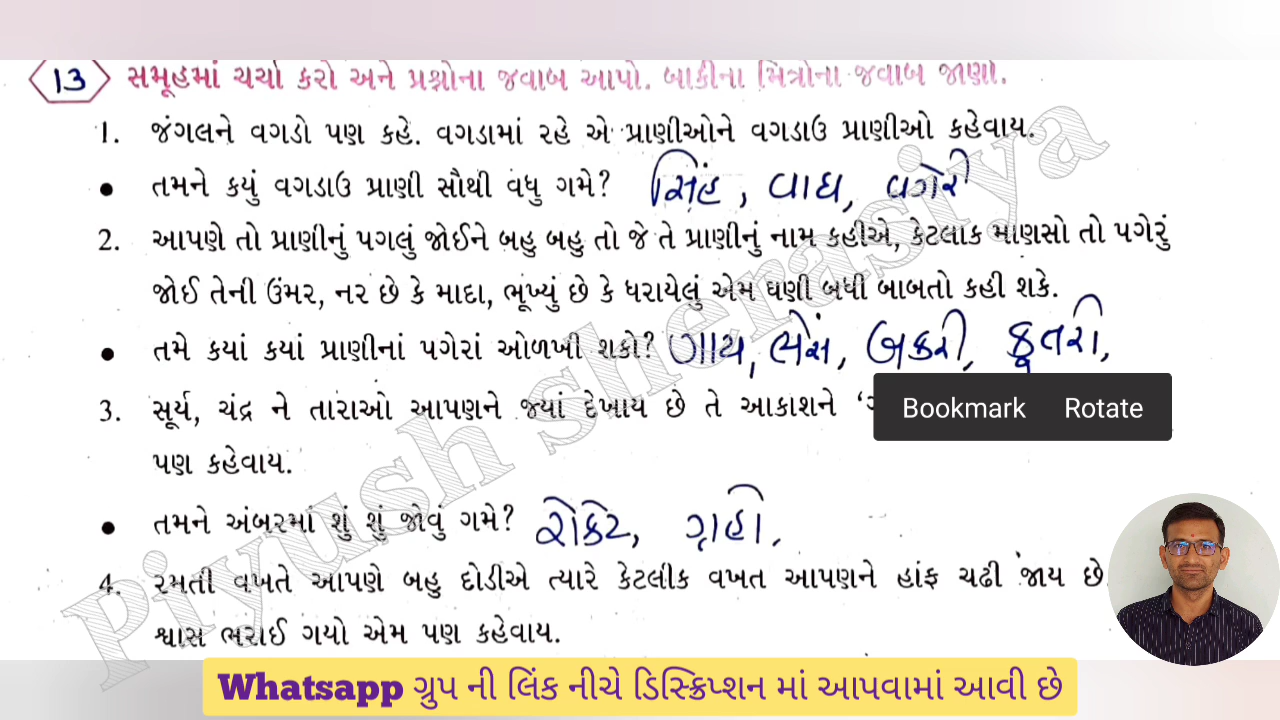 13 સમૂહમાં ચર્ચા કરો અને પ્રશ્નોના જવાબ આપો. બાકીના મિત્રોના જવાબ જાણો.
1. જંગલને વગડો પણ કહે. વગડામાં રહે એ પ્રાણીઓને વગડાઉ પ્રાણીઓ કહેવાય.
• તમને કયું વગડાઉ પ્રાણી સૌથી વધુ ગમે? સિંહ, વાઘ, વગેરે
2. આપણે તો પ્રાણીનું પગલું જોઈને બહુ બહુ તો જે તે પ્રાણીનું નામ કહીએ, કેટલાક માણસો તો પગેરું
જોઈ તેની ઉંમર, નર છે કે માદા, ભૂખ્યું છે કે ધરાયેલું એમ ઘણી બધી બાબતો કહી શકે.
• તમે કયાં કયાં પ્રાણીનાં પગેરાં ઓળખી શકો? ગાય, ભેંસ, બકરી, કૂતરો,
3. સૂર્ય, ચંદ્ર ને તારાઓ આપણને જ્યાં દેખાય છે તે આકાશને
Bookmark Rotate
પણ કહેવાય.
• તમને અંબરમાં શું શું જોવું ગમે? રોકેટ, ગ્રહો.
4. રમતી વખતે આપણે બહુ દોડીએ ત્યારે કેટલીક વખત આપણને હાંફ ચઢી જાય છે.
શ્વાસ ભરાઈ ગયો એમ પણ કહેવાય.
Piyush sherasiya
Whatsapp ગ્રુપ ની લિંક નીચે ડિસ્ક્રિપ્શન માં આપવામાં આવી છે